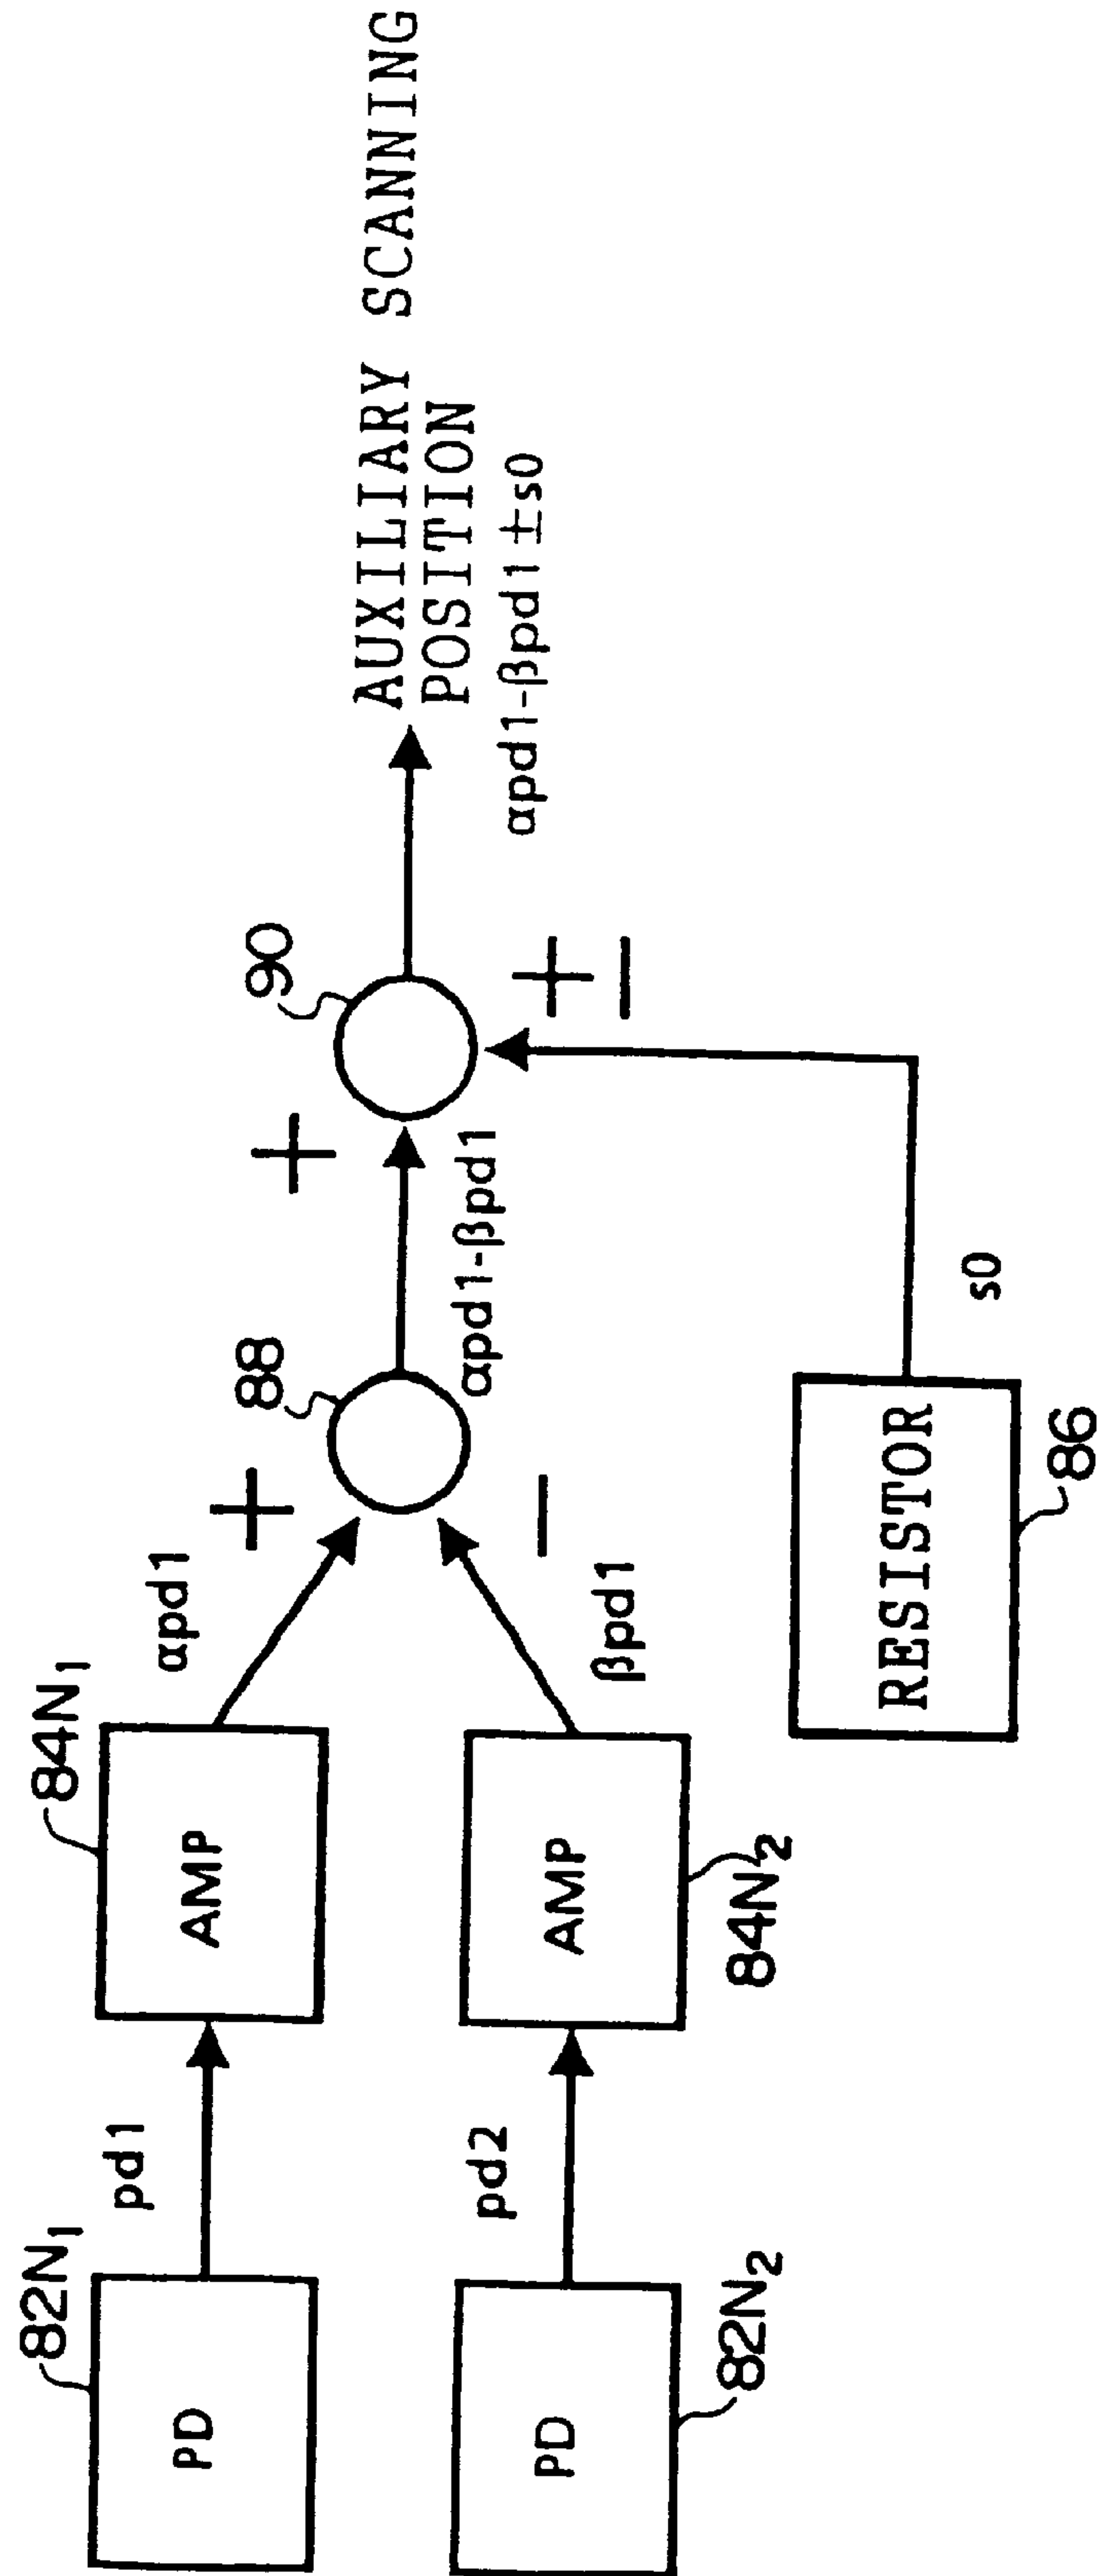 82N1
PD
pd1
84N1
AMP
αpd1
+
82N2
PD
pd2
84N2
AMP
βpd1
−
88
αpd1-βpd1
+
90
+
−
RESISTOR
86
s0
AUXILIARY SCANNING
POSITION
αpd1-βpd1±s0